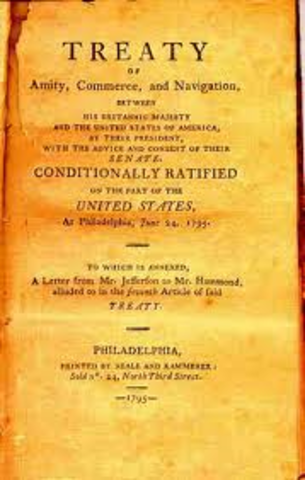 TREATY
OF
Amity, Commerce, and Navigation,
BETWEEN
HIS BRITANNIC MAJESTY
AND THE UNITED STATES OF AMERICA,
BY THEIR PRESIDENT,
WITH THE ADVICE AND CONSENT OF THEIR
SENATE.
CONDITIONALLY RATIFIED
ON THE PART OF THE
UNITED STATES,
At Philadelphia, June 24, 1795.
TO WHICH IS ANNEXED,
A Letter from Mr. Jefferson to Mr. Hammond,
alluded to in the seventh Article of said
TREATY.
PHILADELPHIA,
PRINTED BY NEALE AND KAMMERER:
Sold No. 24, North Third Street.
—1795—